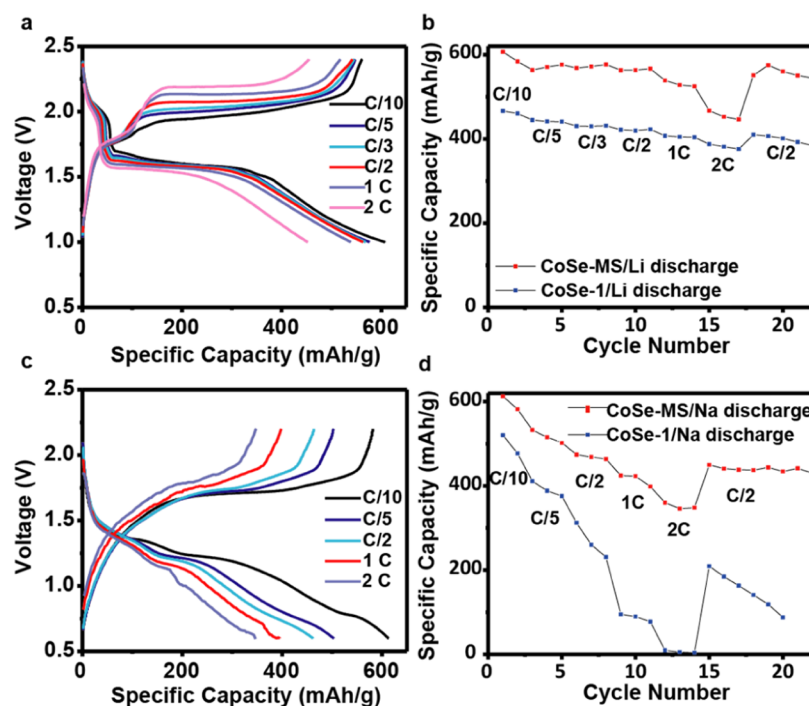 a
2.5
2.0
1.5
1.0
0.5
Voltage (V)
C/10
C/5
C/3
C/2
1 C
2 C
0
200
400
600
Specific Capacity (mAh/g)
b
600
400
200
0
Specific Capacity (mAh/g)
C/10
C/5
C/3
C/2
1C
2C
C/2
CoSe-MS/Li discharge
CoSe-1/Li discharge
0
5
10
15
20
Cycle Number
c
2.5
2.0
1.5
1.0
0.5
Voltage (V)
C/10
C/5
C/2
1 C
2 C
0
200
400
600
Specific Capacity (mAh/g)
d
600
400
200
0
Specific Capacity (mAh/g)
CoSe-MS/Na discharge
CoSe-1/Na discharge
C/10
C/5
C/2
1C
2C
C/2
0
5
10
15
20
Cycle Number